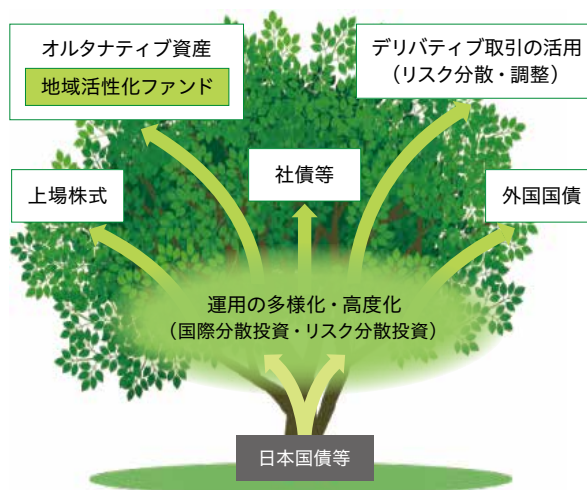 オルタナティブ資産
地域活性化ファンド
デリバティブ取引の活用
（リスク分散・調整）
社債等
上場株式
外国国債
運用の多様化・高度化
（国際分散投資・リスク分散投資）
日本国債等